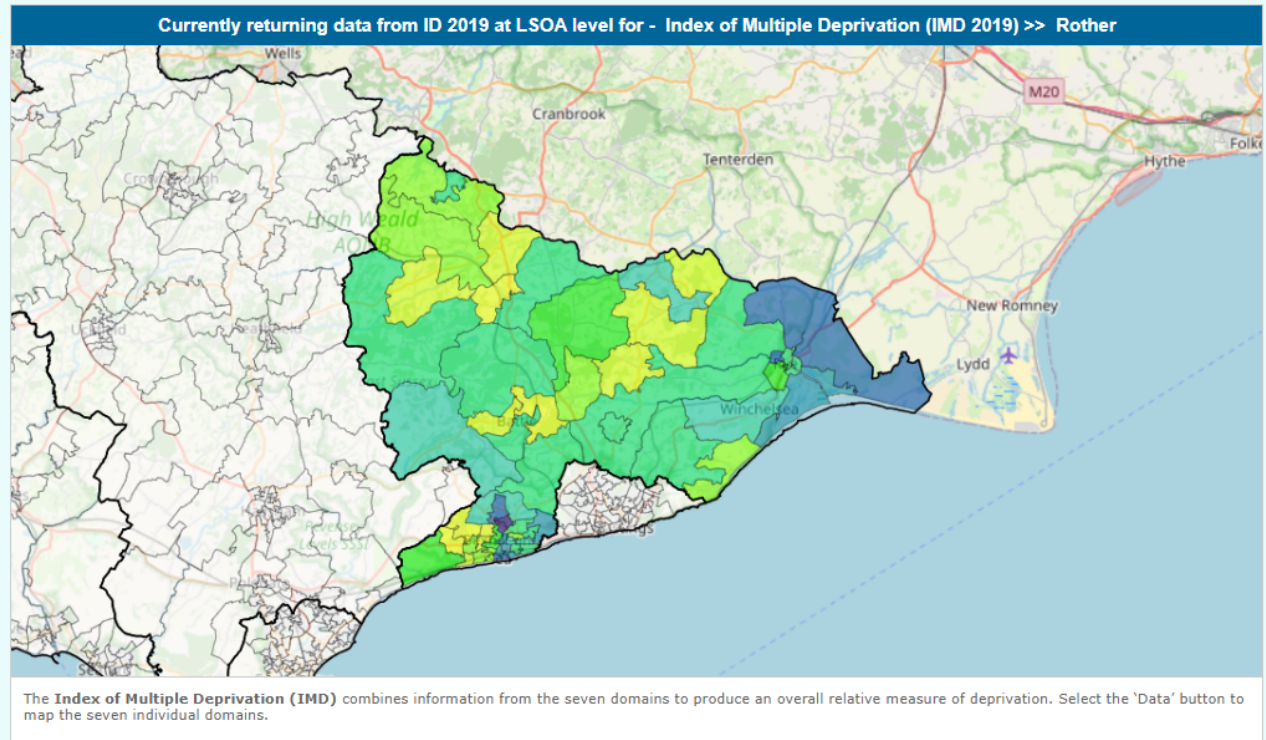 Currently returning data from ID 2019 at LSOA level for - Index of Multiple Deprivation (IMD 2019) >> Rother
Wells
M20
Cranbrook
Folke
Tenterden
Hythe
High Weald
AONB
New Romney
Lydd
Winchelsea
Levels SSSI
The Index of Multiple Deprivation (IMD) combines information from the seven domains to produce an overall relative measure of deprivation. Select the ‘Data’ button to
map the seven individual domains.